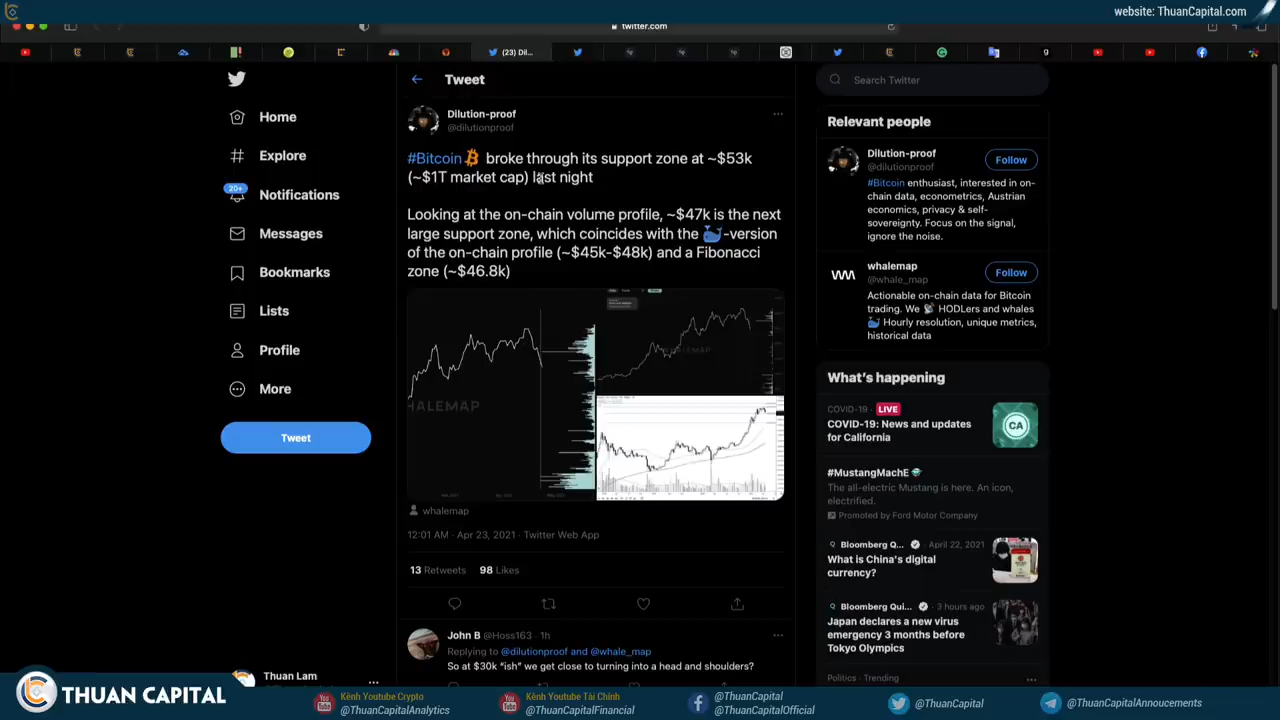 website: ThuanCapital.com
twitter.com
(23) Dil...
Home
Explore
20+
Notifications
Messages
Bookmarks
Lists
Profile
More
Tweet
Thuan Lam
Tweet
Dilution-proof
@dilutionproof
#Bitcoin broke through its support zone at ~$53k
(~$1T market cap) last night
Looking at the on-chain volume profile, ~$47k is the next
large support zone, which coincides with the 🐳-version
of the on-chain profile (~$45k-$48k) and a Fibonacci
zone (~$46.8k)
HALEMAP
whalemap
12:01 AM · Apr 23, 2021 · Twitter Web App
13 Retweets 98 Likes
John B @Hoss163 · 1h
Replying to @dilutionproof and @whale_map
So at $30k “ish” we get close to turning into a head and shoulders?
Search Twitter
Relevant people
Dilution-proof
@dilutionproof
Follow
#Bitcoin enthusiast, interested in on-
chain data, econometrics, Austrian
economics, privacy & self-
sovereignty. Focus on the signal,
ignore the noise.
whalemap
@whale_map
Follow
Actionable on-chain data for Bitcoin
trading. We 📡 HODLers and whales
🐳 Hourly resolution, unique metrics,
historical data
What's happening
COVID-19 · LIVE
COVID-19: News and updates
for California
CA
#MustangMachE
The all-electric Mustang is here. An icon,
electrified.
Promoted by Ford Motor Company
Bloomberg Q... · April 22, 2021
What is China's digital
currency?
Bloomberg Qui... · 3 hours ago
Japan declares a new virus
emergency 3 months before
Tokyo Olympics
Politics · Trending
THUAN CAPITAL
Kênh Youtube Crypto
@ThuanCapitalAnalytics
Kênh Youtube Tài Chính
@ThuanCapitalFinancial
@ThuanCapital
@ThuanCapitalOfficial
@ThuanCapital
@ThuanCapitalAnnoucements